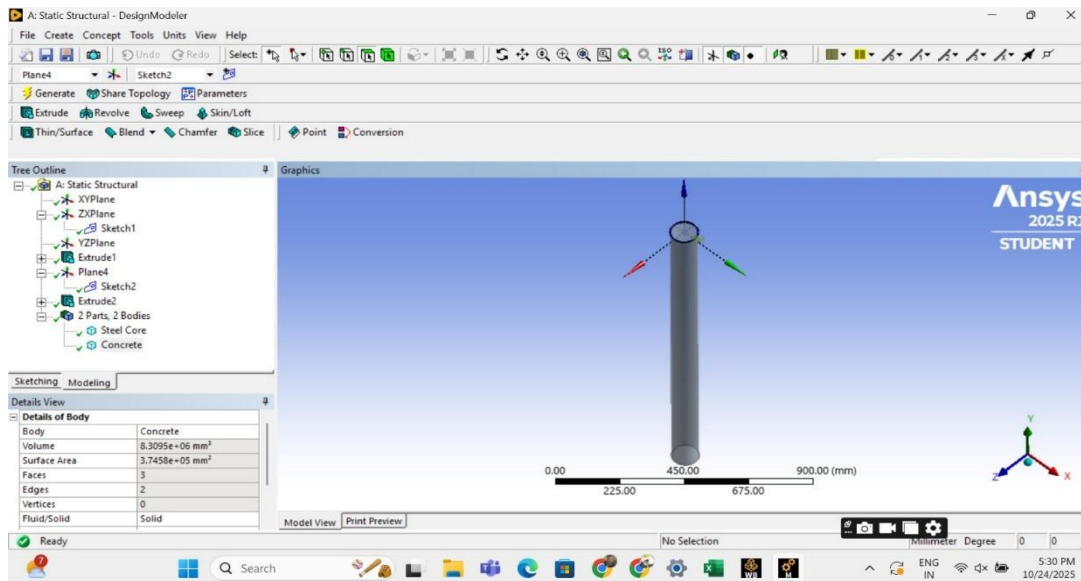 A: Static Structural - DesignModeler
File Create Concept Tools Units View Help
Undo Redo Select:
Plane4 Sketch2
Generate Share Topology Parameters
Extrude Revolve Sweep Skin/Loft
Thin/Surface Blend Chamfer Slice Point Conversion
Tree Outline
A: Static Structural
XYPlane
ZXPlane
Sketch1
YZPlane
Extrude1
Plane4
Sketch2
Extrude2
2 Parts, 2 Bodies
Steel Core
Concrete
Sketching Modeling
Details View
Details of Body
Body Concrete
Volume 8.3095e+06 mm³
Surface Area 3.7458e+05 mm²
Faces 3
Edges 2
Vertices 0
Fluid/Solid Solid
Graphics
Ansys
2025 R1
STUDENT
0.00 450.00 900.00 (mm)
225.00 675.00
Y
Z X
Model View Print Preview
Ready No Selection Millimeter Degree 0 0
Search
ENG
IN
5:30 PM
10/24/2025